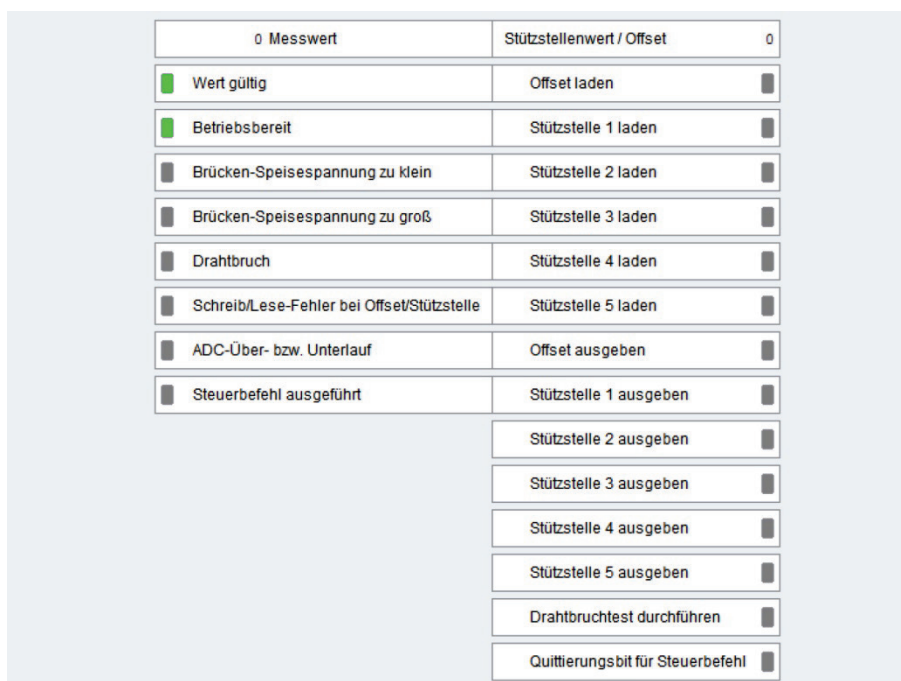 0 Messwert Stützstellenwert / Offset 0
Wert gültig Offset laden
Betriebsbereit Stützstelle 1 laden
Brücken-Speisespannung zu klein Stützstelle 2 laden
Brücken-Speisespannung zu groß Stützstelle 3 laden
Drahtbruch Stützstelle 4 laden
Schreib/Lese-Fehler bei Offset/Stützstelle Stützstelle 5 laden
ADC-Über- bzw. Unterlauf Offset ausgeben
Steuerbefehl ausgeführt Stützstelle 1 ausgeben
Stützstelle 2 ausgeben
Stützstelle 3 ausgeben
Stützstelle 4 ausgeben
Stützstelle 5 ausgeben
Drahtbruchtest durchführen
Quittierungsbit für Steuerbefehl